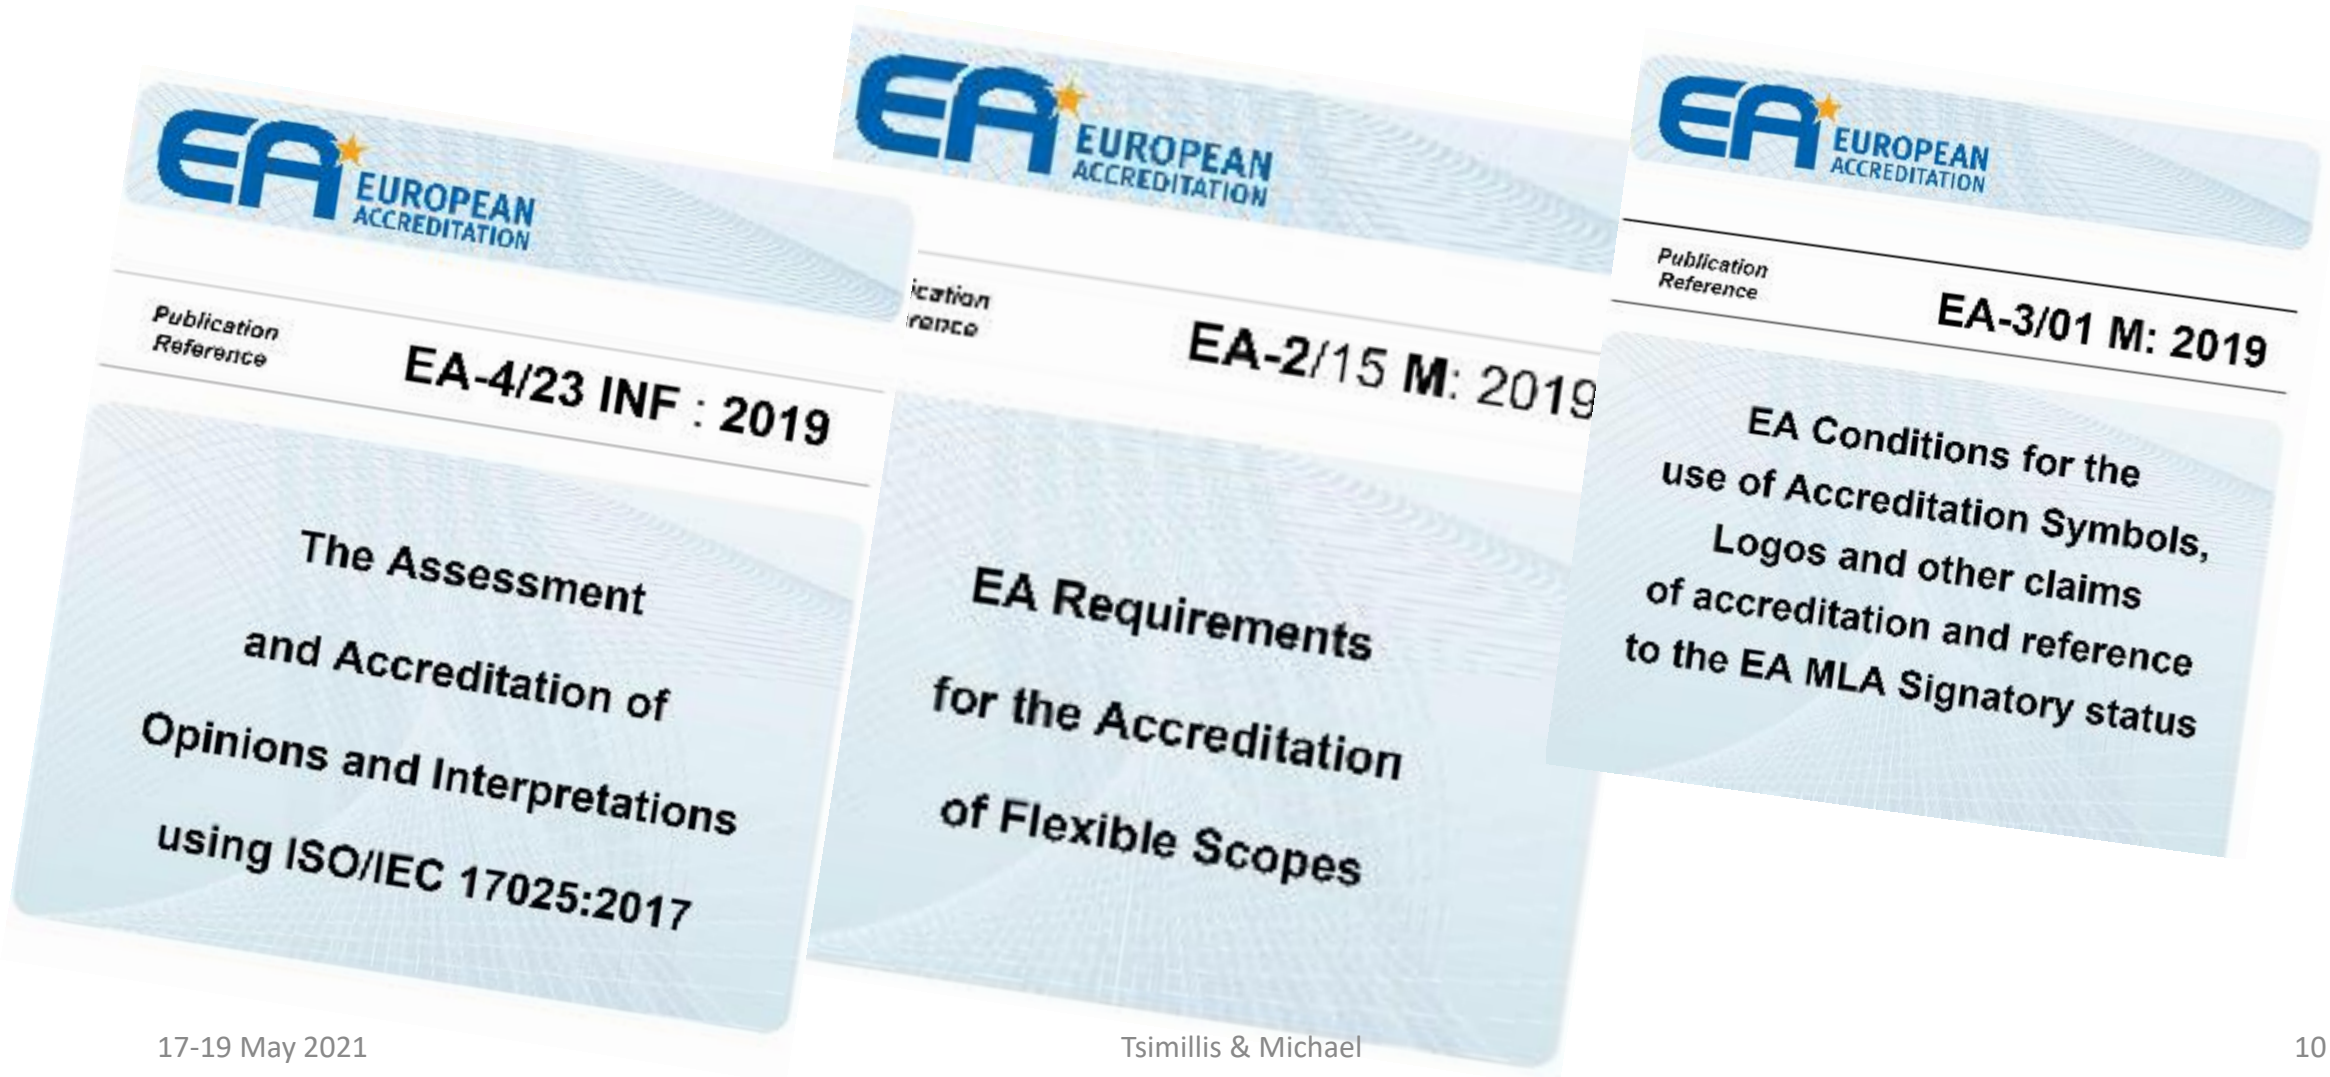 EA EUROPEAN
ACCREDITATION
Publication
Reference
EA-4/23 INF : 2019
The Assessment
and Accreditation of
Opinions and Interpretations
using ISO/IEC 17025:2017
EA EUROPEAN
ACCREDITATION
ication
rence
EA-2/15 M: 2019
EA Requirements
for the Accreditation
of Flexible Scopes
EA EUROPEAN
ACCREDITATION
Publication
Reference
EA-3/01 M: 2019
EA Conditions for the
use of Accreditation Symbols,
Logos and other claims
of accreditation and reference
to the EA MLA Signatory status
17-19 May 2021
Tsimillis & Michael
10